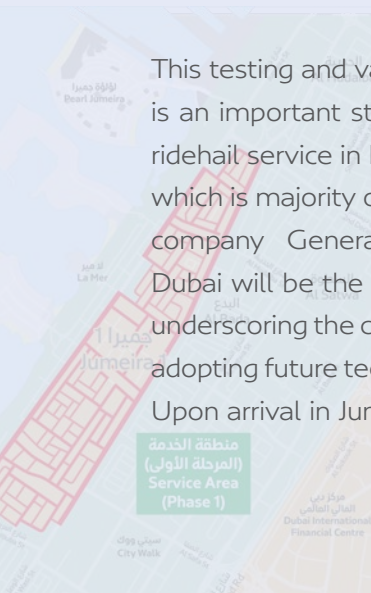 This testing and va
is an important st
ridehail service in
which is majority o
company Genera
Dubai will be the
underscoring the c
adopting future tec
Upon arrival in Jur
لؤلؤة جميرا
Pearl Jumeira
لا مير
La Mer
البدع
Al Bada
Al Satwa
جميرا 1
Jumeira 1
منطقة الخدمة
(المرحلة الأولى)
Service Area
(Phase 1)
سيتي ووك
City Walk
مركز دبي
المالي العالمي
Dubai International
Financial Centre